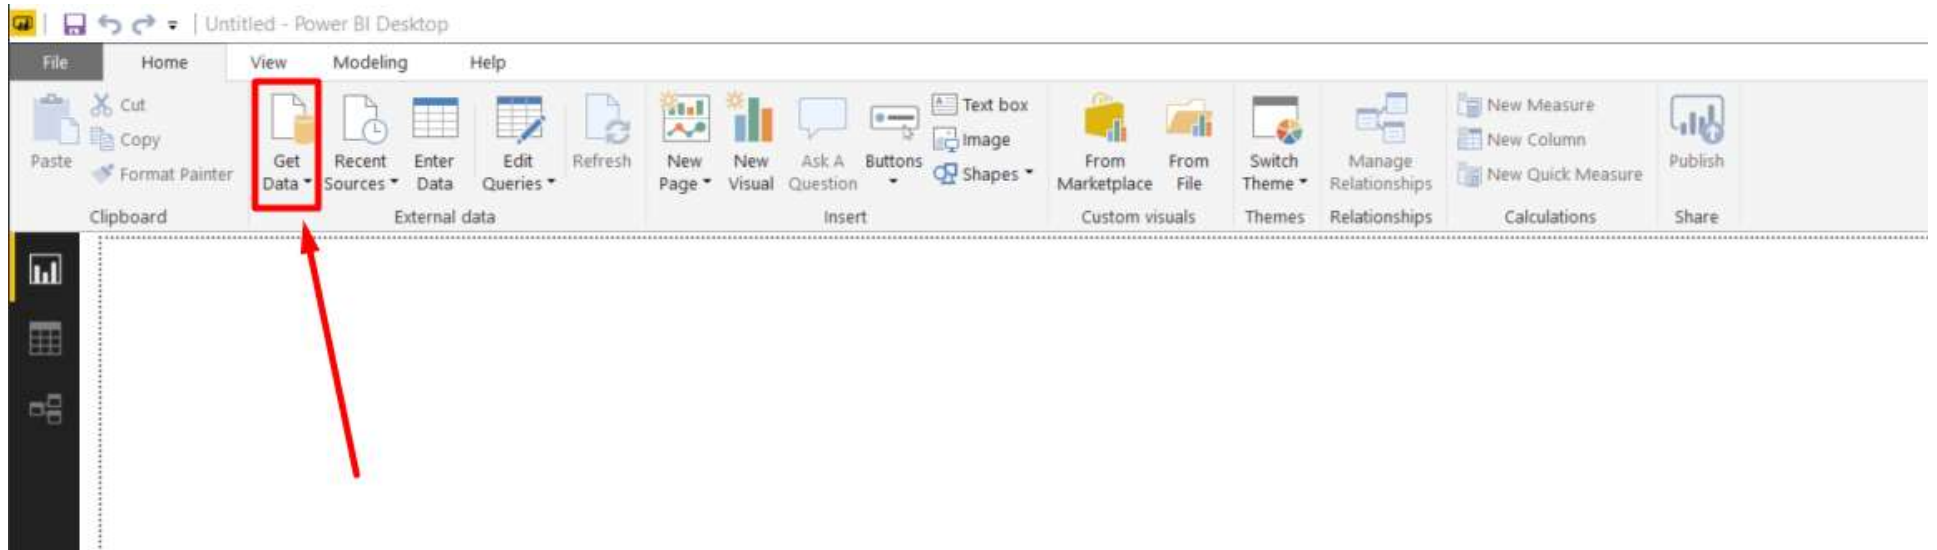 Untitled - Power BI Desktop
File Home View Modeling Help
Paste
Cut
Copy
Format Painter
Clipboard
Get
Data
Recent
Sources
Enter
Data
Edit
Queries
Refresh
External data
New
Page
New
Visual
Ask A
Question
Buttons
Text box
Image
Shapes
Insert
From
Marketplace
From
File
Custom visuals
Switch
Theme
Themes
Manage
Relationships
Relationships
New Measure
New Column
New Quick Measure
Calculations
Publish
Share